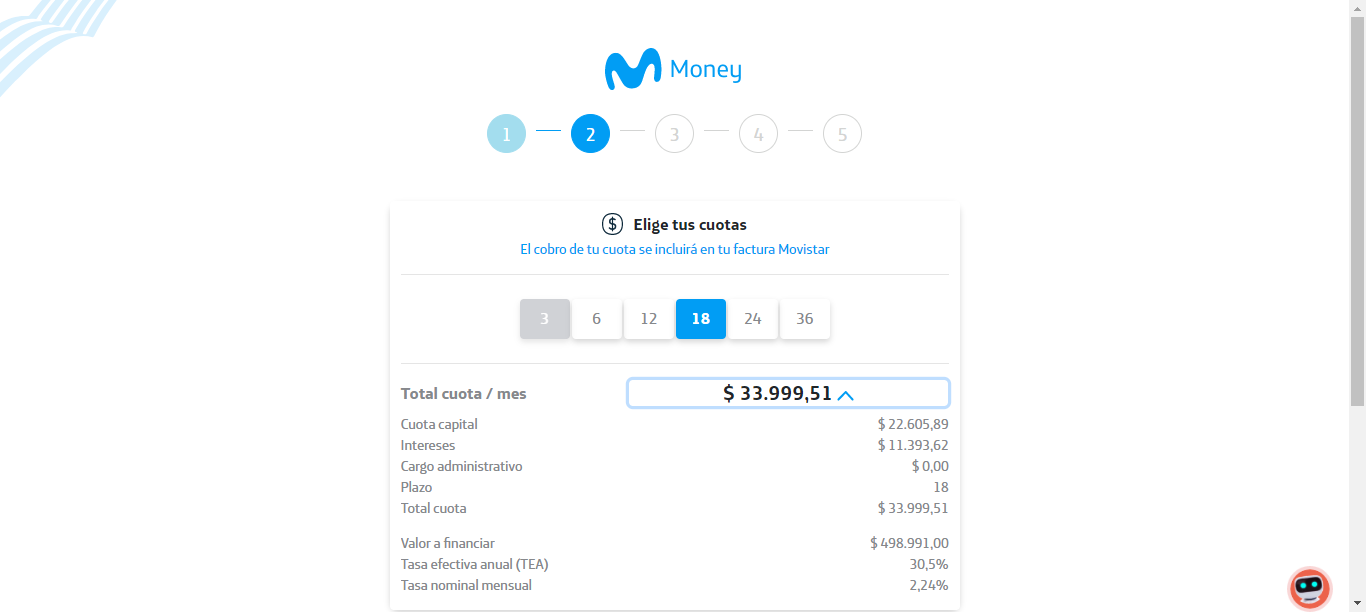 Money
1 2 3 4 5
Elige tus cuotas
El cobro de tu cuota se incluirá en tu factura Movistar
3 6 12 18 24 36
Total cuota / mes $ 33.999,51
Cuota capital $ 22.605,89
Intereses $ 11.393,62
Cargo administrativo $ 0,00
Plazo 18
Total cuota $ 33.999,51
Valor a financiar $ 498.991,00
Tasa efectiva anual (TEA) 30,5%
Tasa nominal mensual 2,24%